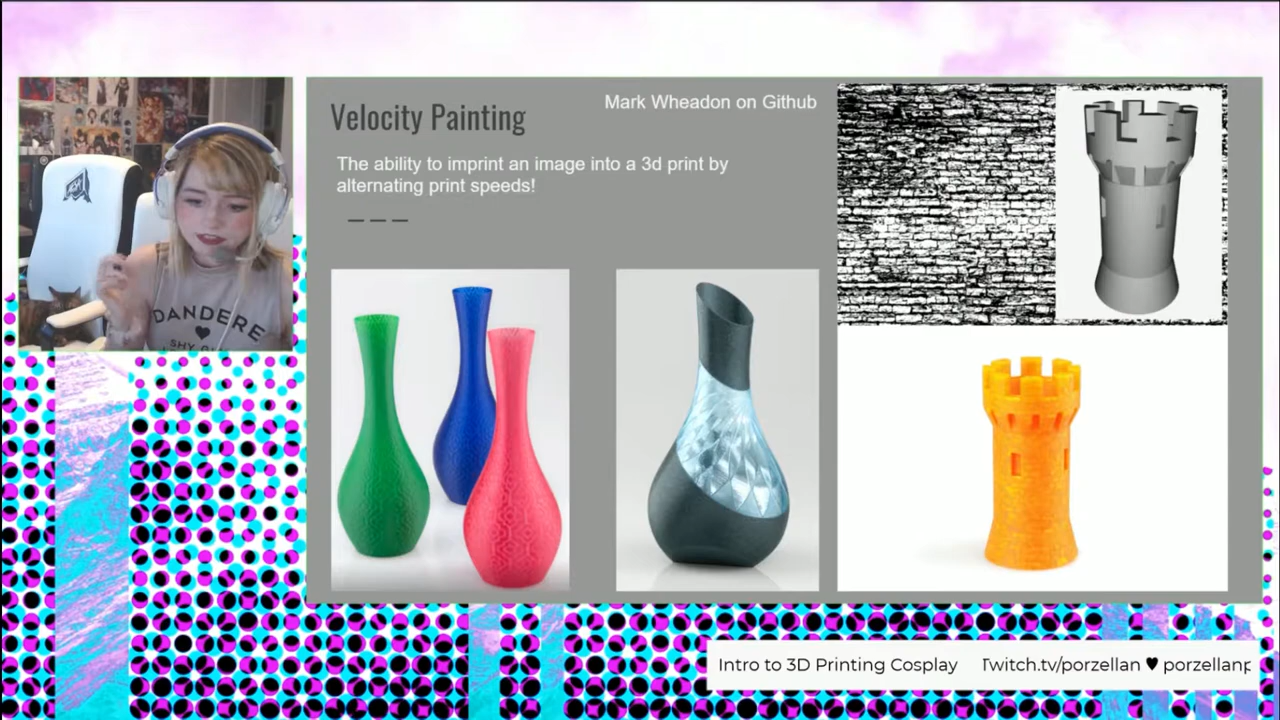 Velocity Painting
Mark Wheadon on Github
The ability to imprint an image into a 3d print by
alternating print speeds!
DANDERE
SHY
Intro to 3D Printing Cosplay
Twitch.tv/porzellan ♥ porzellanp